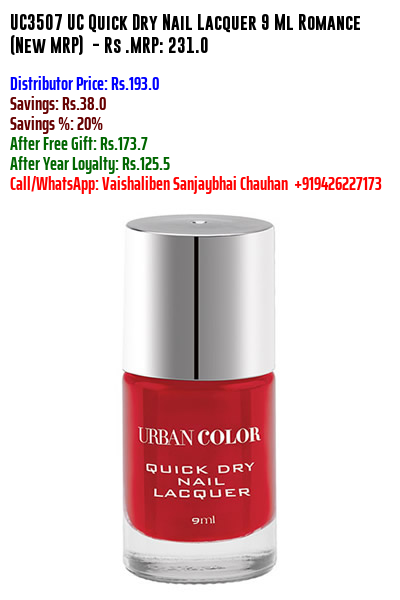 UC3507 UC Quick Dry Nail Lacquer 9 Ml Romance
(New MRP) - Rs .MRP: 231.0
Distributor Price: Rs.193.0
Savings: Rs.38.0
Savings %: 20%
After Free Gift: Rs.173.7
After Year Loyalty: Rs.125.5
Call/WhatsApp: Vaishaliben Sanjaybhai Chauhan +919426227173
URBAN COLOR
QUICK DRY
NAIL
LACQUER
9ml